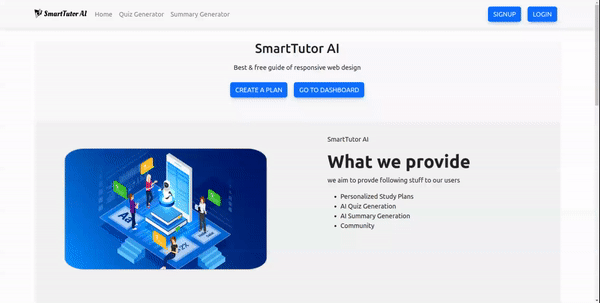 SmartTutor AI
Home
Quiz Generator
Summary Generator
SIGNUP
LOGIN
SmartTutor AI
Best & free guide of responsive web design
CREATE A PLAN
GO TO DASHBOARD
SmartTutor AI
What we provide
we aim to provde following stuff to our users
• Personalized Study Plans
• AI Quiz Generation
• AI Summary Generation
• Community